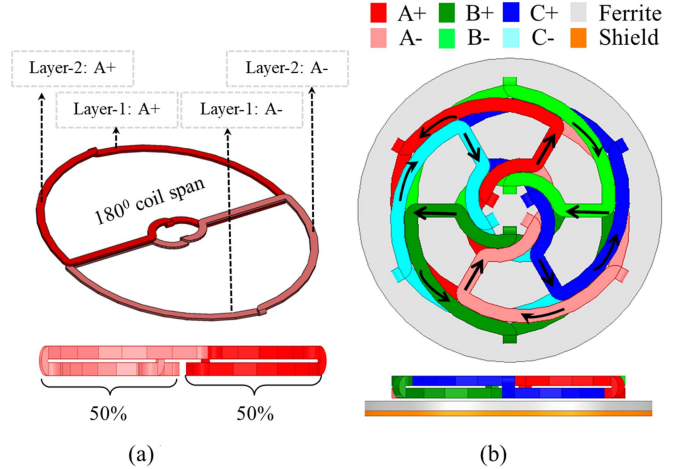 Layer-2: A+
Layer-2: A-
Layer-1: A+
Layer-1: A-
180⁰ coil span
50%
50%
(a)
A+ B+ C+ Ferrite
A- B- C- Shield
(b)